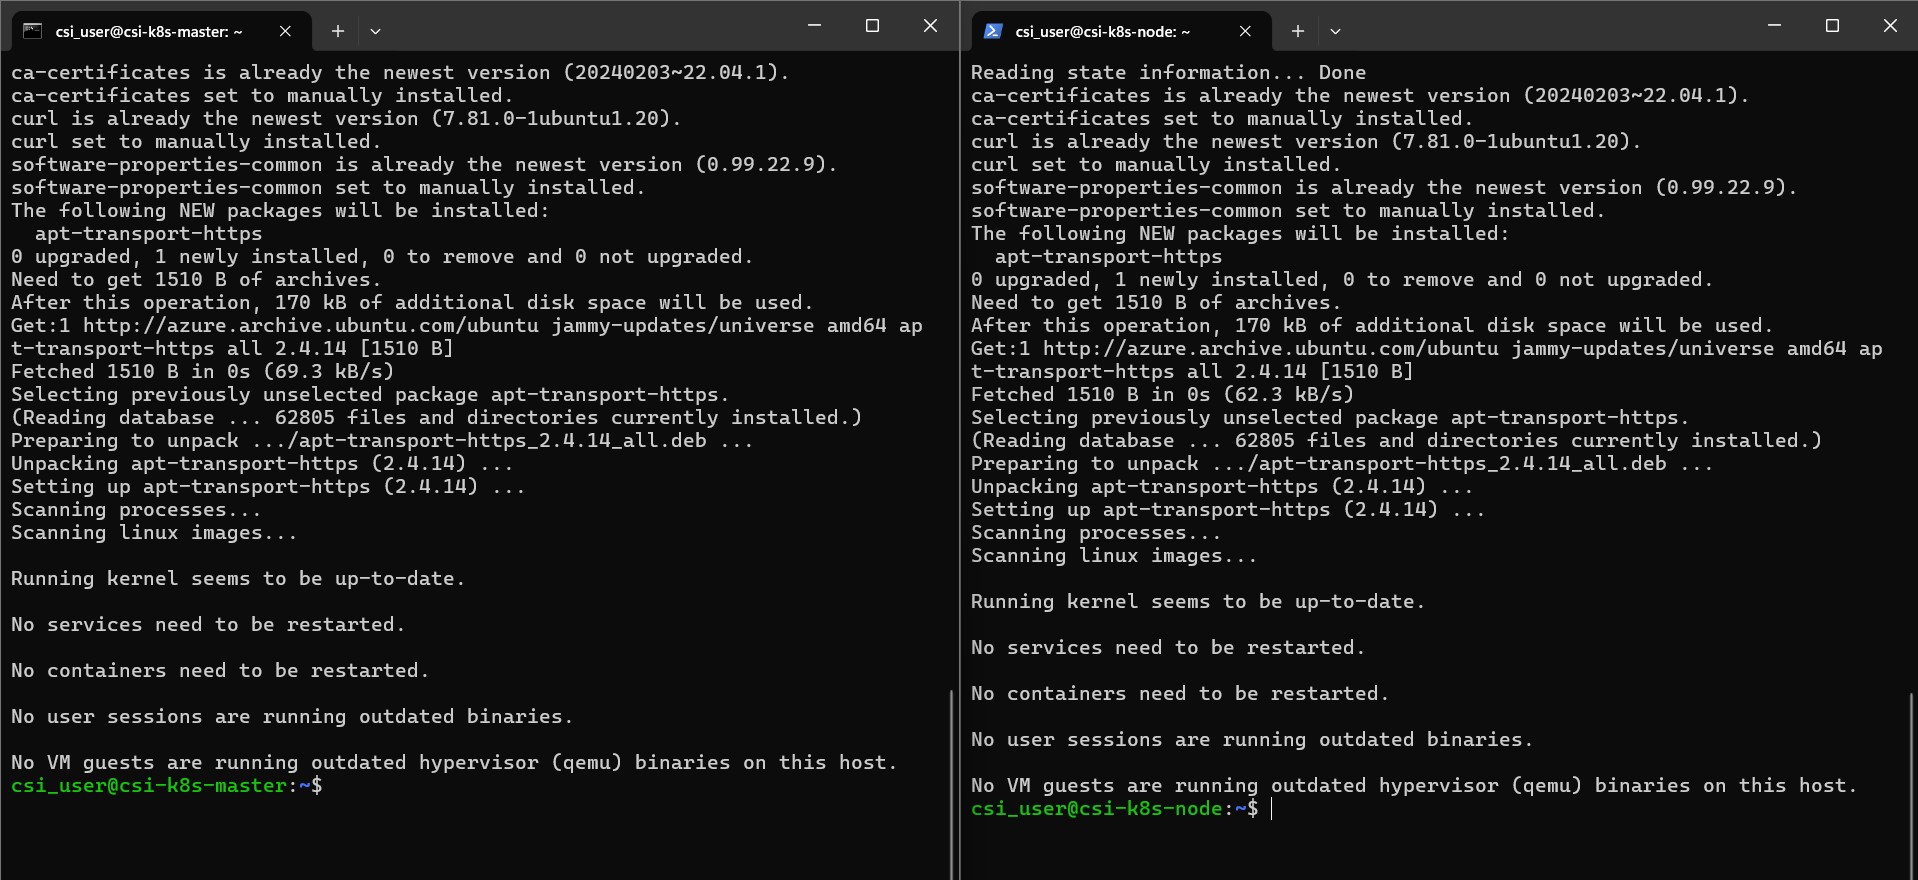 csi_user@csi-k8s-master: ~
ca-certificates is already the newest version (20240203~22.04.1).
ca-certificates set to manually installed.
curl is already the newest version (7.81.0-1ubuntu1.20).
curl set to manually installed.
software-properties-common is already the newest version (0.99.22.9).
software-properties-common set to manually installed.
The following NEW packages will be installed:
  apt-transport-https
0 upgraded, 1 newly installed, 0 to remove and 0 not upgraded.
Need to get 1510 B of archives.
After this operation, 170 kB of additional disk space will be used.
Get:1 http://azure.archive.ubuntu.com/ubuntu jammy-updates/universe amd64 ap
t-transport-https all 2.4.14 [1510 B]
Fetched 1510 B in 0s (69.3 kB/s)
Selecting previously unselected package apt-transport-https.
(Reading database ... 62805 files and directories currently installed.)
Preparing to unpack .../apt-transport-https_2.4.14_all.deb ...
Unpacking apt-transport-https (2.4.14) ...
Setting up apt-transport-https (2.4.14) ...
Scanning processes...
Scanning linux images...
Running kernel seems to be up-to-date.
No services need to be restarted.
No containers need to be restarted.
No user sessions are running outdated binaries.
No VM guests are running outdated hypervisor (qemu) binaries on this host.
csi_user@csi-k8s-master:~$
csi_user@csi-k8s-node: ~
Reading state information... Done
ca-certificates is already the newest version (20240203~22.04.1).
ca-certificates set to manually installed.
curl is already the newest version (7.81.0-1ubuntu1.20).
curl set to manually installed.
software-properties-common is already the newest version (0.99.22.9).
software-properties-common set to manually installed.
The following NEW packages will be installed:
  apt-transport-https
0 upgraded, 1 newly installed, 0 to remove and 0 not upgraded.
Need to get 1510 B of archives.
After this operation, 170 kB of additional disk space will be used.
Get:1 http://azure.archive.ubuntu.com/ubuntu jammy-updates/universe amd64 ap
t-transport-https all 2.4.14 [1510 B]
Fetched 1510 B in 0s (62.3 kB/s)
Selecting previously unselected package apt-transport-https.
(Reading database ... 62805 files and directories currently installed.)
Preparing to unpack .../apt-transport-https_2.4.14_all.deb ...
Unpacking apt-transport-https (2.4.14) ...
Setting up apt-transport-https (2.4.14) ...
Scanning processes...
Scanning linux images...
Running kernel seems to be up-to-date.
No services need to be restarted.
No containers need to be restarted.
No user sessions are running outdated binaries.
No VM guests are running outdated hypervisor (qemu) binaries on this host.
csi_user@csi-k8s-node:~$